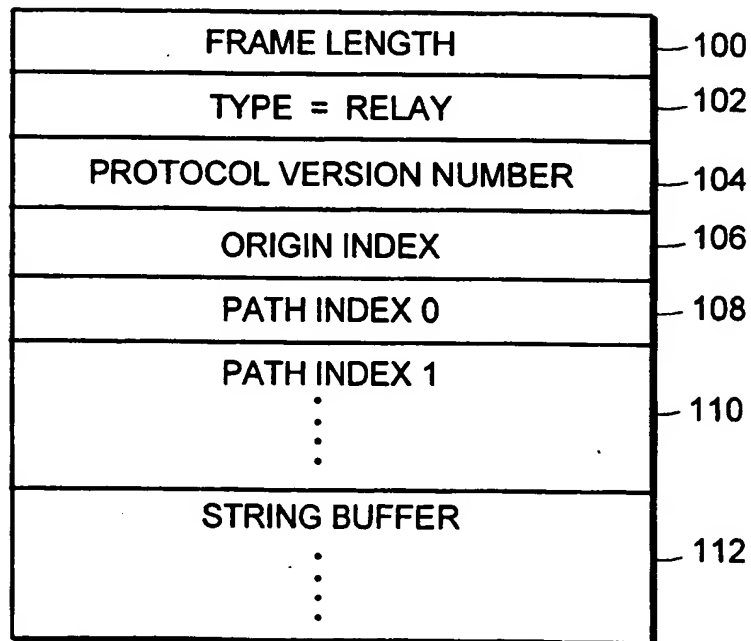 FRAME LENGTH 100
TYPE = RELAY 102
PROTOCOL VERSION NUMBER 104
ORIGIN INDEX 106
PATH INDEX 0 108
PATH INDEX 1
110
STRING BUFFER
112